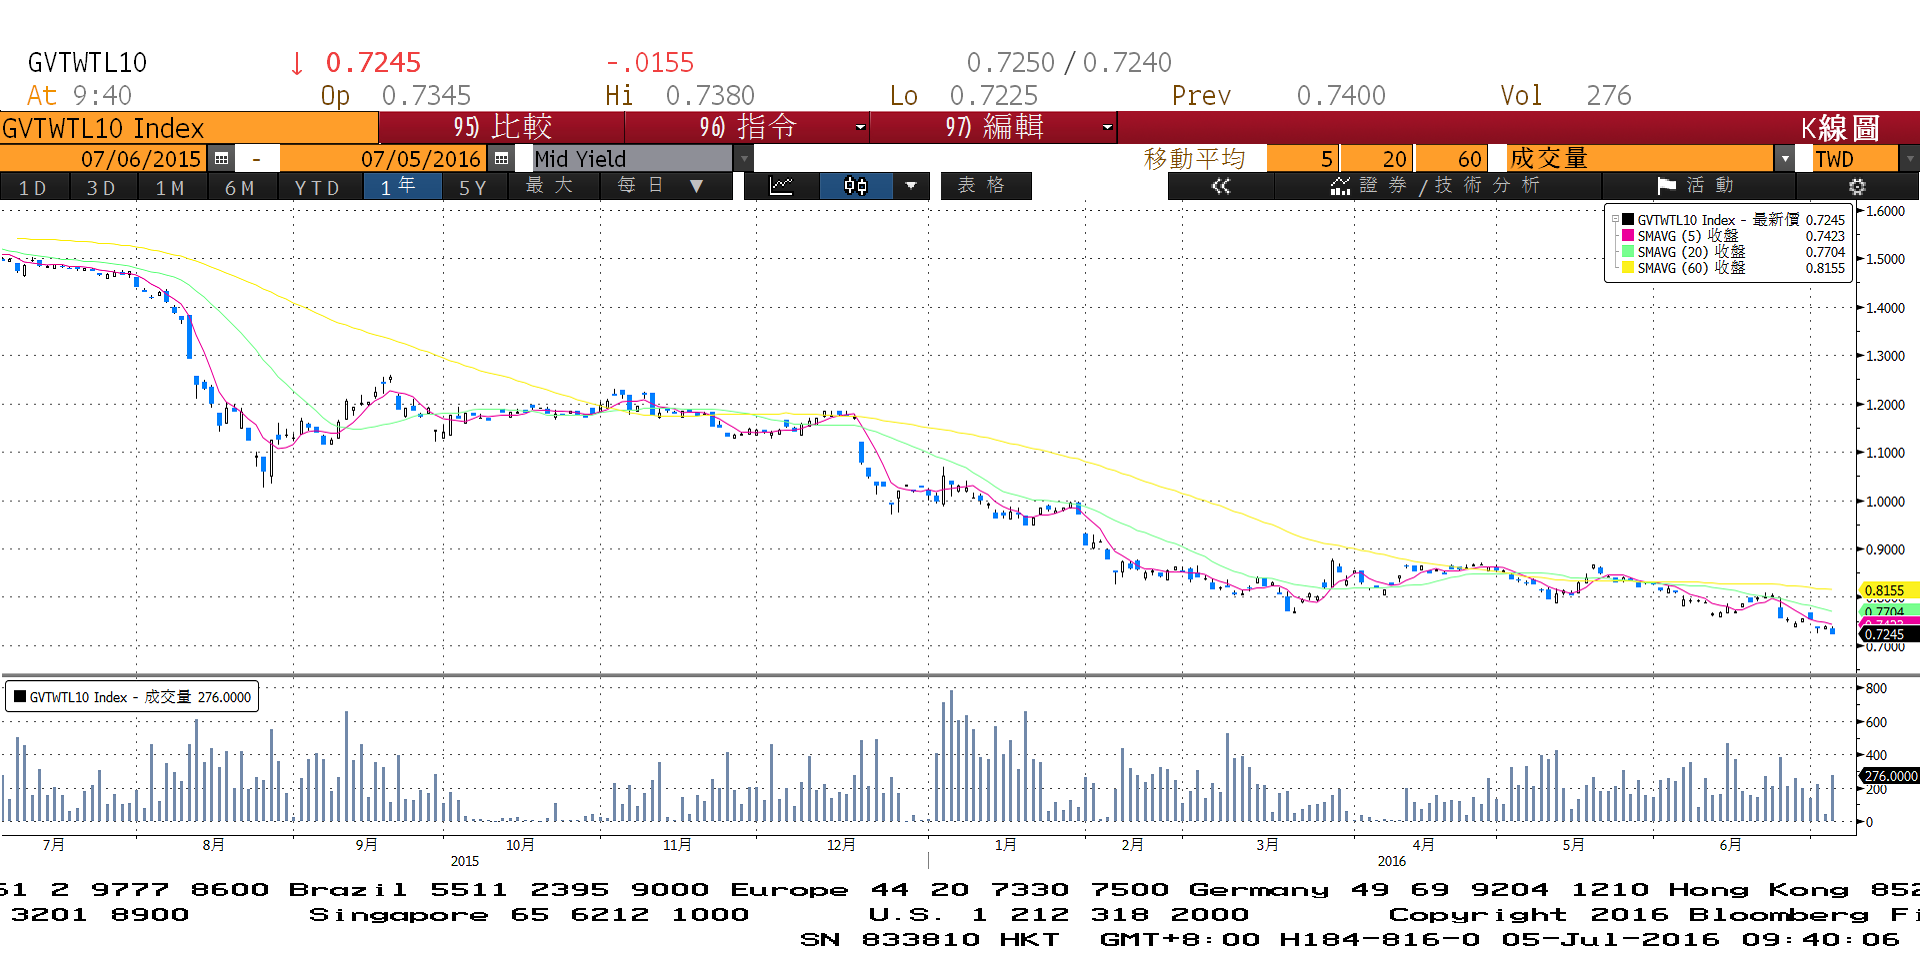 GVTWTL10 ↓ 0.7245 -.0155 0.7250 / 0.7240
At 9:40 Op 0.7345 Hi 0.7380 Lo 0.7225 Prev 0.7400 Vol 276
GVTWTL10 Index 95) 比較 96) 指令 97) 編輯 K線圖
07/06/2015 - 07/05/2016 Mid Yield 移動平均 5 20 60 成交量 TWD
1D 3D 1M 6M YTD 1年 5Y 最大 每日 ▼ 表格 « 證券/技術分析 活動
GVTWTL10 Index - 最新價 0.7245
SMAVG (5) 收盤 0.7423
SMAVG (20) 收盤 0.7704
SMAVG (60) 收盤 0.8155
1.6000
1.5000
1.4000
1.3000
1.2000
1.1000
1.0000
0.9000
0.8155
0.7704
0.7245
0.7000
GVTWTL10 Index - 成交量 276.0000
800
600
400
276.0000
200
0
7月 8月 9月 10月 11月 12月 1月 2月 3月 4月 5月 6月
2015 2016
61 2 9777 8600 Brazil 5511 2395 9000 Europe 44 20 7330 7500 Germany 49 69 9204 1210 Hong Kong 852
3201 8900 Singapore 65 6212 1000 U.S. 1 212 318 2000 Copyright 2016 Bloomberg Fi
SN 833810 HKT GMT+8:00 H184-816-0 05-Jul-2016 09:40:06